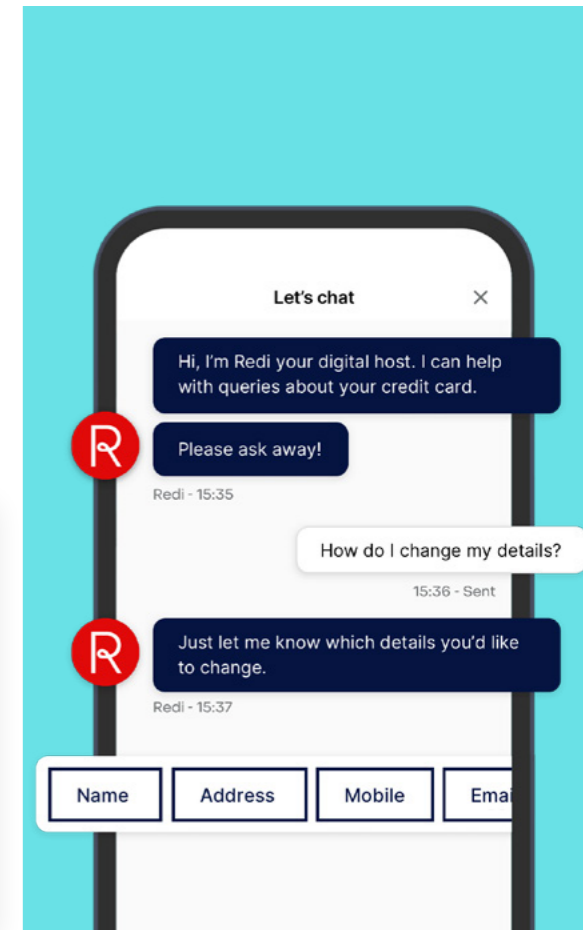 Let’s chat
Hi, I’m Redi your digital host. I can help
with queries about your credit card.
R
Please ask away!
Redi - 15:35
How do I change my details?
15:36 - Sent
R
Just let me know which details you’d like
to change.
Redi - 15:37
Name Address Mobile Emai